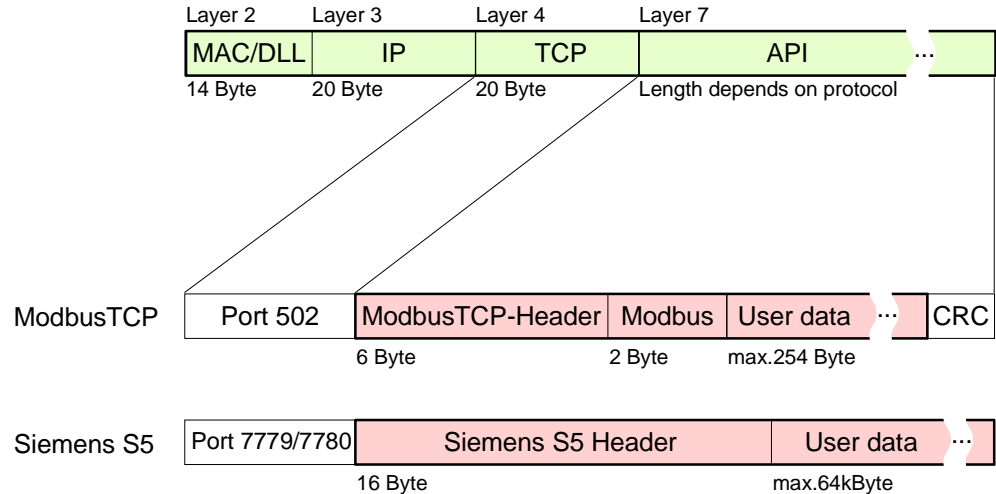 Layer 2 Layer 3 Layer 4 Layer 7
MAC/DLL IP TCP API ...
14 Byte 20 Byte 20 Byte Length depends on protocol
ModbusTCP Port 502 ModbusTCP-Header Modbus User data ... CRC
6 Byte 2 Byte max.254 Byte
Siemens S5 Port 7779/7780 Siemens S5 Header User data ...
16 Byte max.64kByte